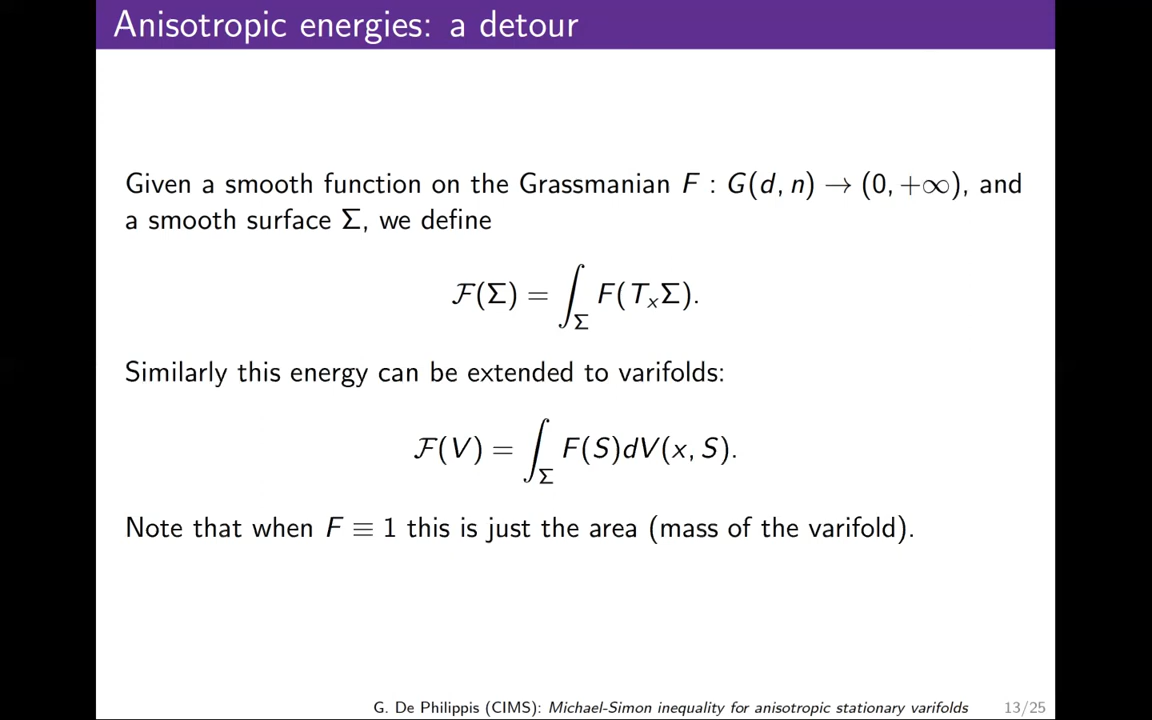 Anisotropic energies: a detour
Given a smooth function on the Grassmanian F : G(d, n) → (0, +∞), and
a smooth surface Σ, we define
ℱ(Σ) = ∫_Σ F(T_xΣ).
Similarly this energy can be extended to varifolds:
ℱ(V) = ∫_Σ F(S)dV(x, S).
Note that when F ≡ 1 this is just the area (mass of the varifold).
G. De Philippis (CIMS): Michael-Simon inequality for anisotropic stationary varifolds 13/25